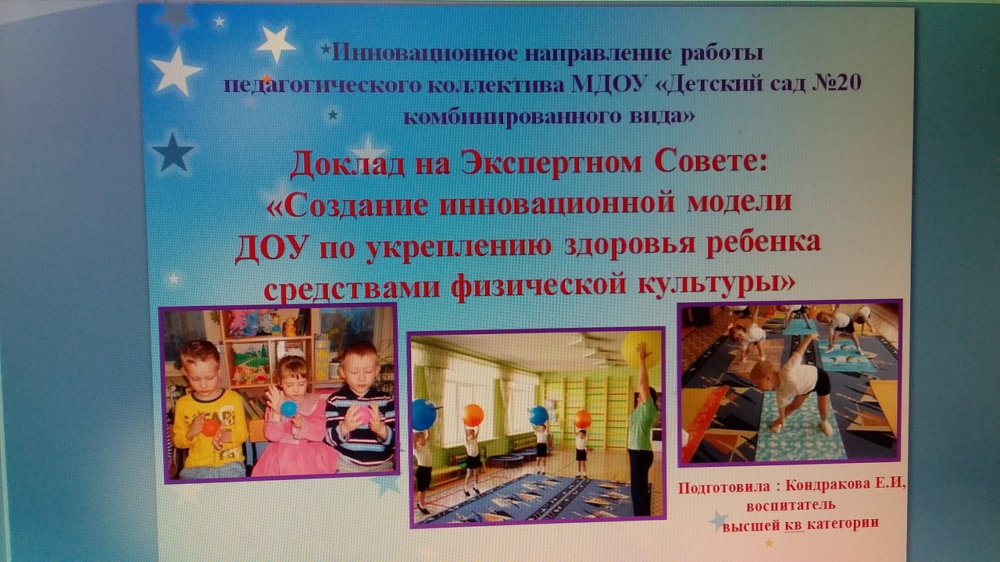 Инновационное направление работы
педагогического коллектива МДОУ «Детский сад №20
комбинированного вида»
Доклад на Экспертном Совете:
«Создание инновационной модели
ДОУ по укреплению здоровья ребенка
средствами физической культуры»
Подготовила : Кондракова Е.И,
воспитатель
высшей кв категории